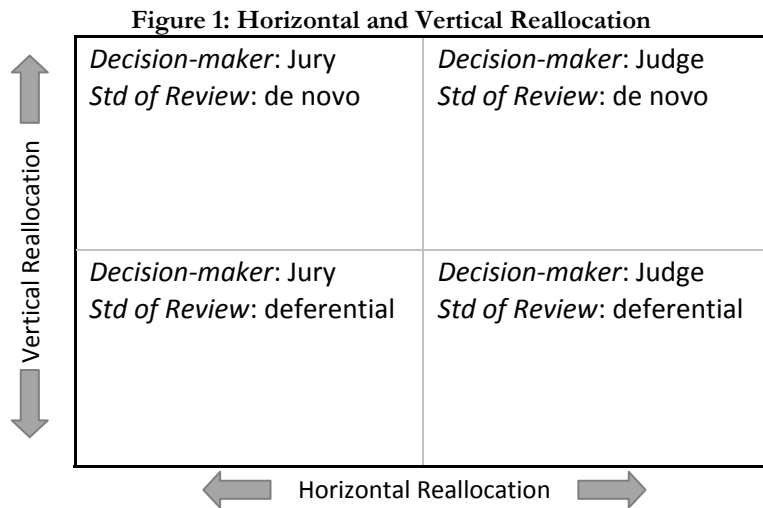 Figure 1: Horizontal and Vertical Reallocation
Decision-maker: Jury
Std of Review: de novo
Decision-maker: Judge
Std of Review: de novo
Vertical Reallocation
Decision-maker: Jury
Std of Review: deferential
Decision-maker: Judge
Std of Review: deferential
Horizontal Reallocation